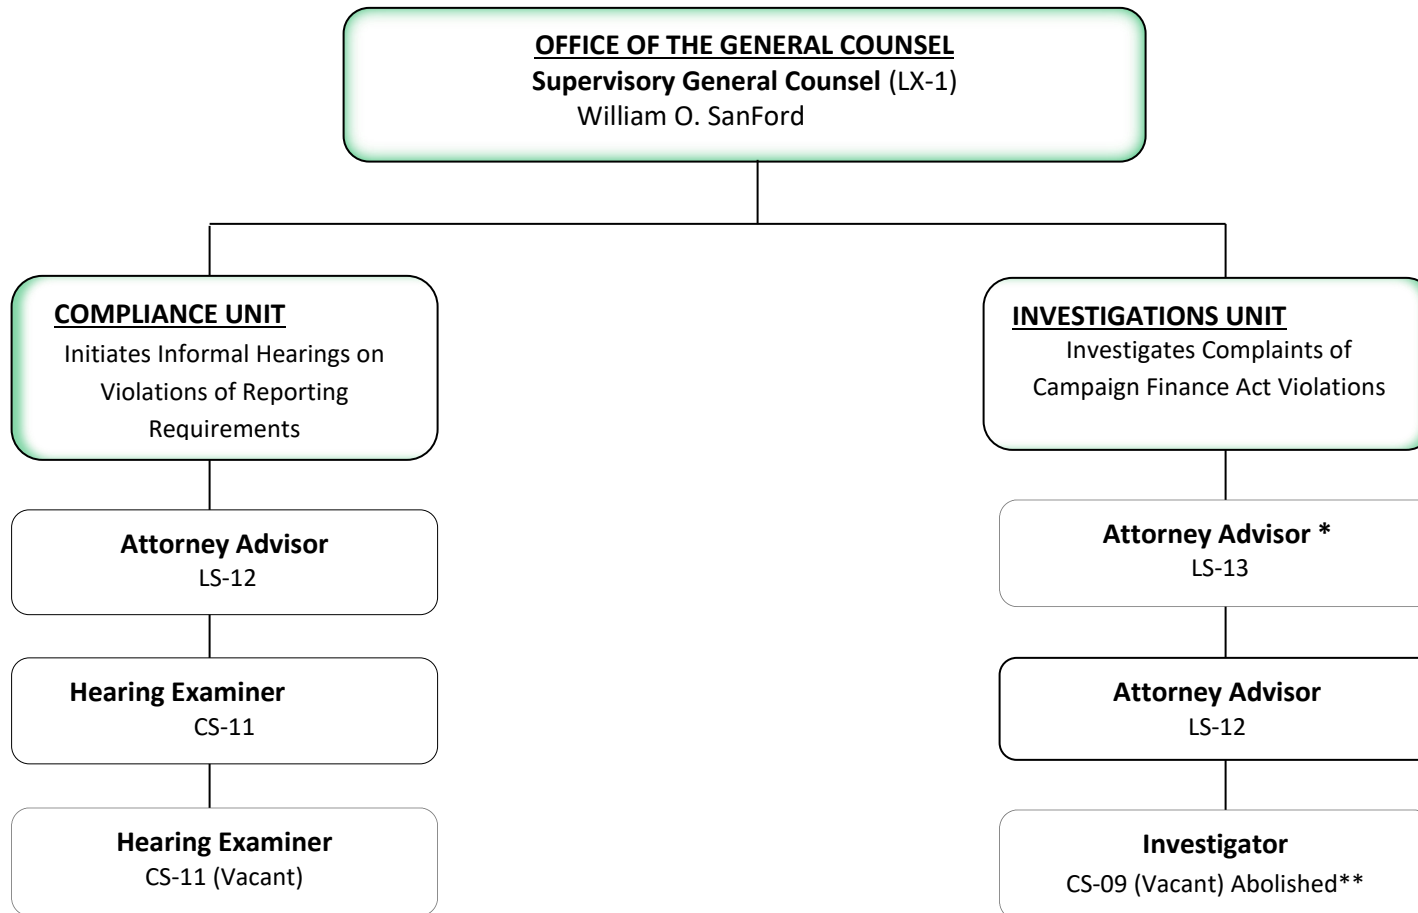 OFFICE OF THE GENERAL COUNSEL
Supervisory General Counsel (LX-1)
William O. SanFord
COMPLIANCE UNIT
Initiates Informal Hearings on
Violations of Reporting
Requirements
Attorney Advisor
LS-12
Hearing Examiner
CS-11
Hearing Examiner
CS-11 (Vacant)
INVESTIGATIONS UNIT
Investigates Complaints of
Campaign Finance Act Violations
Attorney Advisor *
LS-13
Attorney Advisor
LS-12
Investigator
CS-09 (Vacant) Abolished**